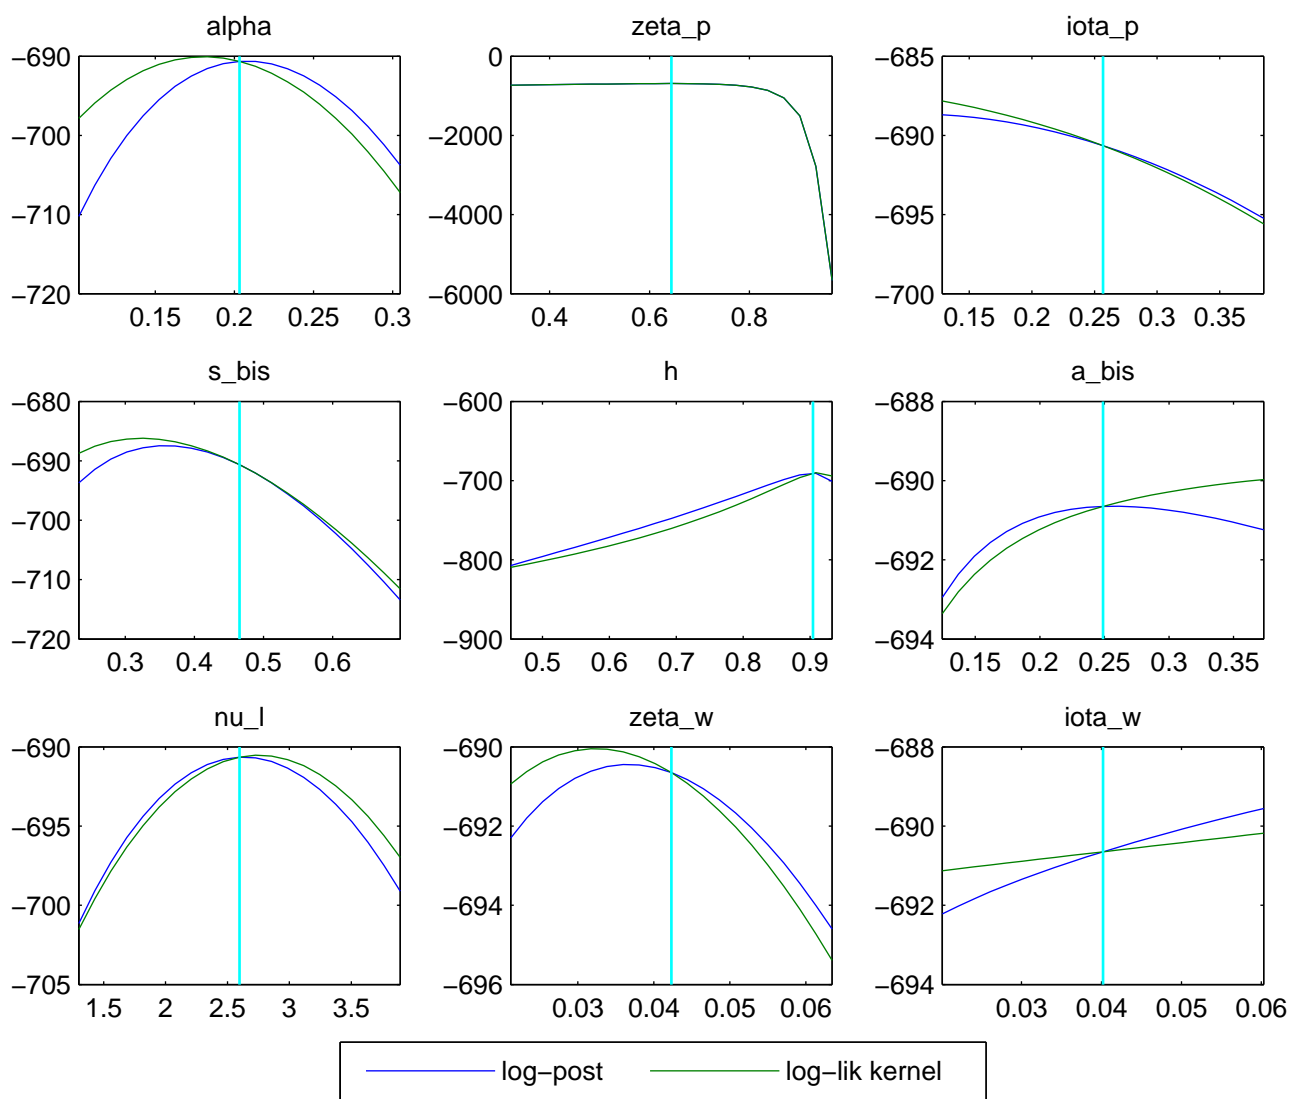 alpha
zeta_p
iota_p
−690
−700
−710
−720
0.15 0.2 0.25 0.3
0
−2000
−4000
−6000
0.4 0.6 0.8
−685
−690
−695
−700
0.15 0.2 0.25 0.3 0.35
s_bis
h
a_bis
−680
−690
−700
−710
−720
0.3 0.4 0.5 0.6
−600
−700
−800
−900
0.5 0.6 0.7 0.8 0.9
−688
−690
−692
−694
0.15 0.2 0.25 0.3 0.35
nu_l
zeta_w
iota_w
−690
−695
−700
−705
1.5 2 2.5 3 3.5
−690
−692
−694
−696
0.03 0.04 0.05 0.06
−688
−690
−692
−694
0.03 0.04 0.05 0.06
log−post log−lik kernel